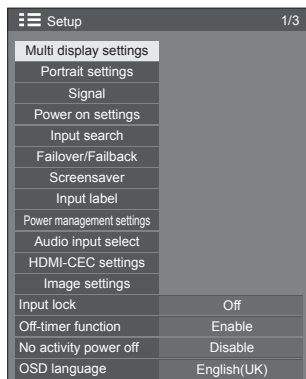 Setup 1/3
Multi display settings
Portrait settings
Signal
Power on settings
Input search
Failover/Failback
Screensaver
Input label
Power management settings
Audio input select
HDMI-CEC settings
Image settings
Input lock Off
Off-timer function Enable
No activity power off Disable
OSD language English(UK)